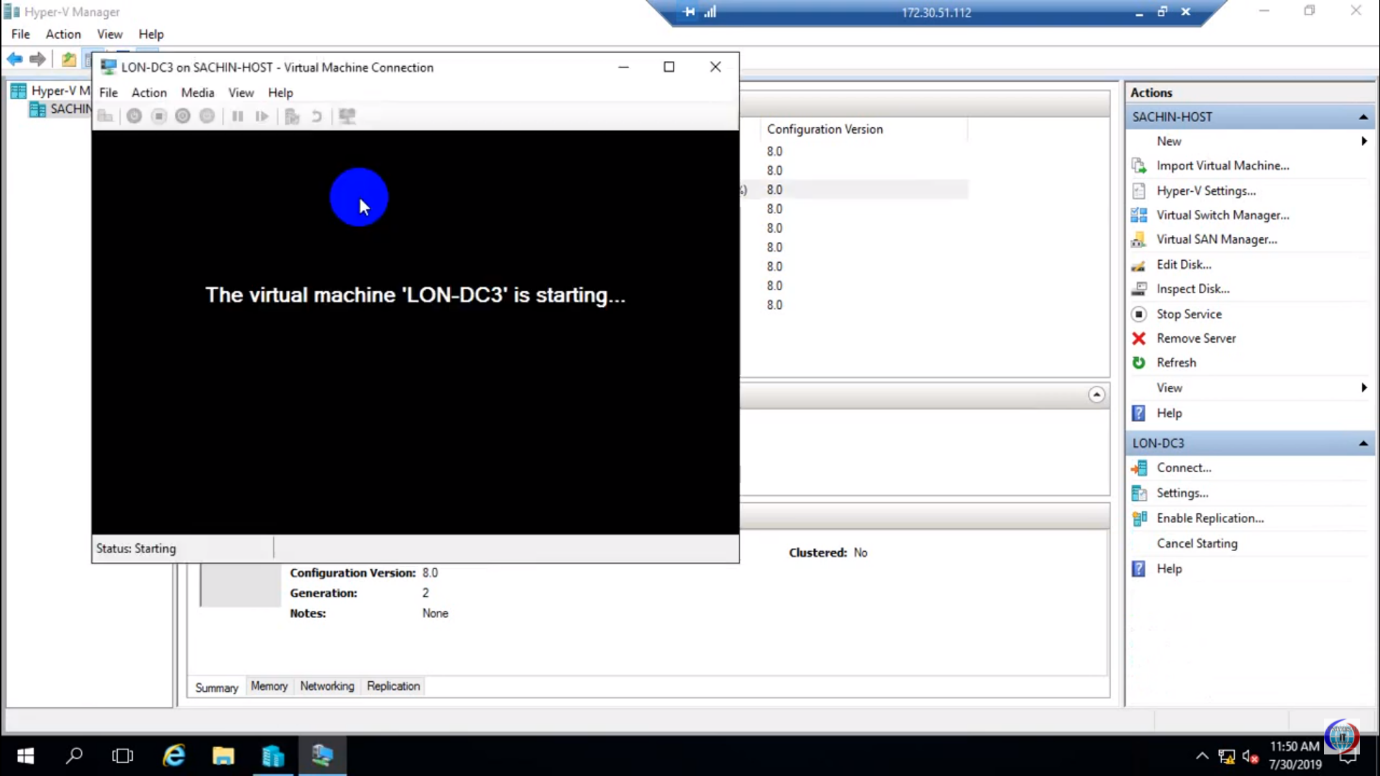 Hyper-V Manager
172.30.51.112
File Action View Help
LON-DC3 on SACHIN-HOST - Virtual Machine Connection
File Action Media View Help
Hyper-V M
SACHIN
The virtual machine 'LON-DC3' is starting...
Status: Starting
Configuration Version
8.0
8.0
%) 8.0
8.0
8.0
8.0
8.0
8.0
8.0
Clustered: No
Configuration Version: 8.0
Generation: 2
Notes: None
Summary Memory Networking Replication
Actions
SACHIN-HOST
New
Import Virtual Machine...
Hyper-V Settings...
Virtual Switch Manager...
Virtual SAN Manager...
Edit Disk...
Inspect Disk...
Stop Service
Remove Server
Refresh
View
Help
LON-DC3
Connect...
Settings...
Enable Replication...
Cancel Starting
Help
11:50 AM
7/30/2019